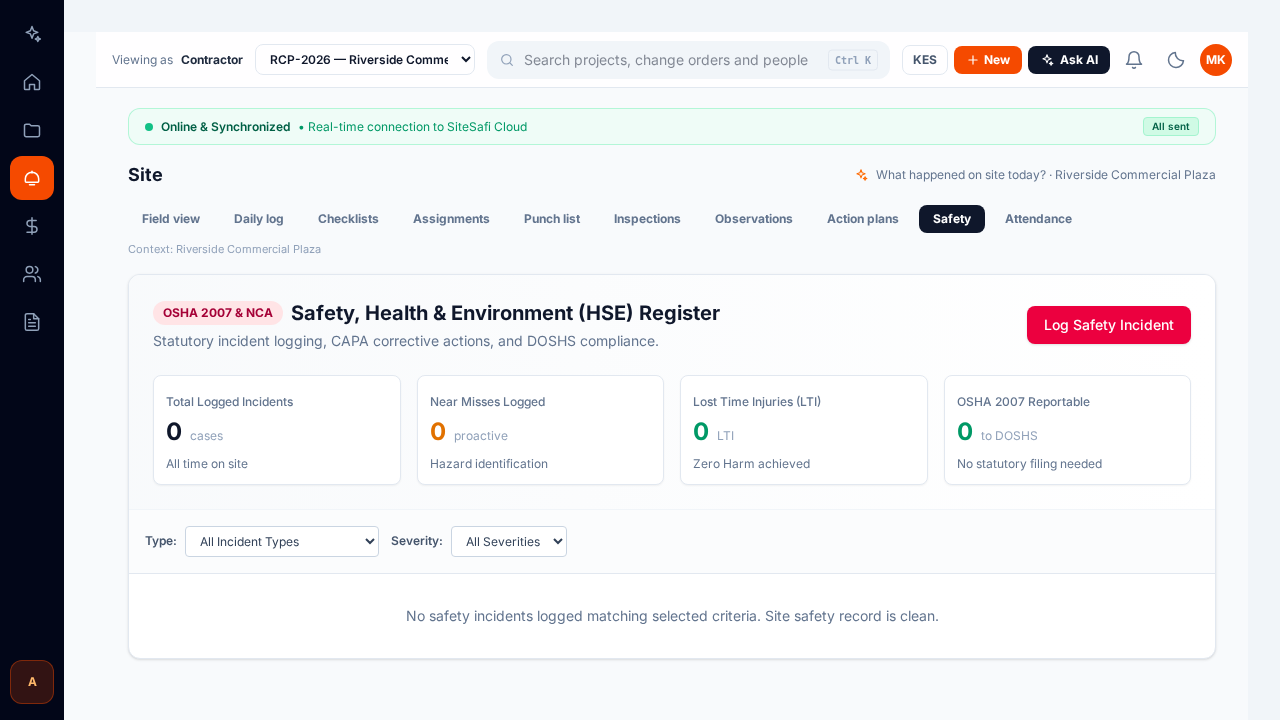 Viewing as Contractor
RCP-2026 — Riverside Comme
Search projects, change orders and people
Ctrl K
KES
New
Ask AI
MK
Online & Synchronized • Real-time connection to SiteSafi Cloud
All sent
Site
What happened on site today? · Riverside Commercial Plaza
Field view
Daily log
Checklists
Assignments
Punch list
Inspections
Observations
Action plans
Safety
Attendance
Context: Riverside Commercial Plaza
OSHA 2007 & NCA
Safety, Health & Environment (HSE) Register
Statutory incident logging, CAPA corrective actions, and DOSHS compliance.
Log Safety Incident
Total Logged Incidents
0 cases
All time on site
Near Misses Logged
0 proactive
Hazard identification
Lost Time Injuries (LTI)
0 LTI
Zero Harm achieved
OSHA 2007 Reportable
0 to DOSHS
No statutory filing needed
Type:
All Incident Types
Severity:
All Severities
No safety incidents logged matching selected criteria. Site safety record is clean.
A